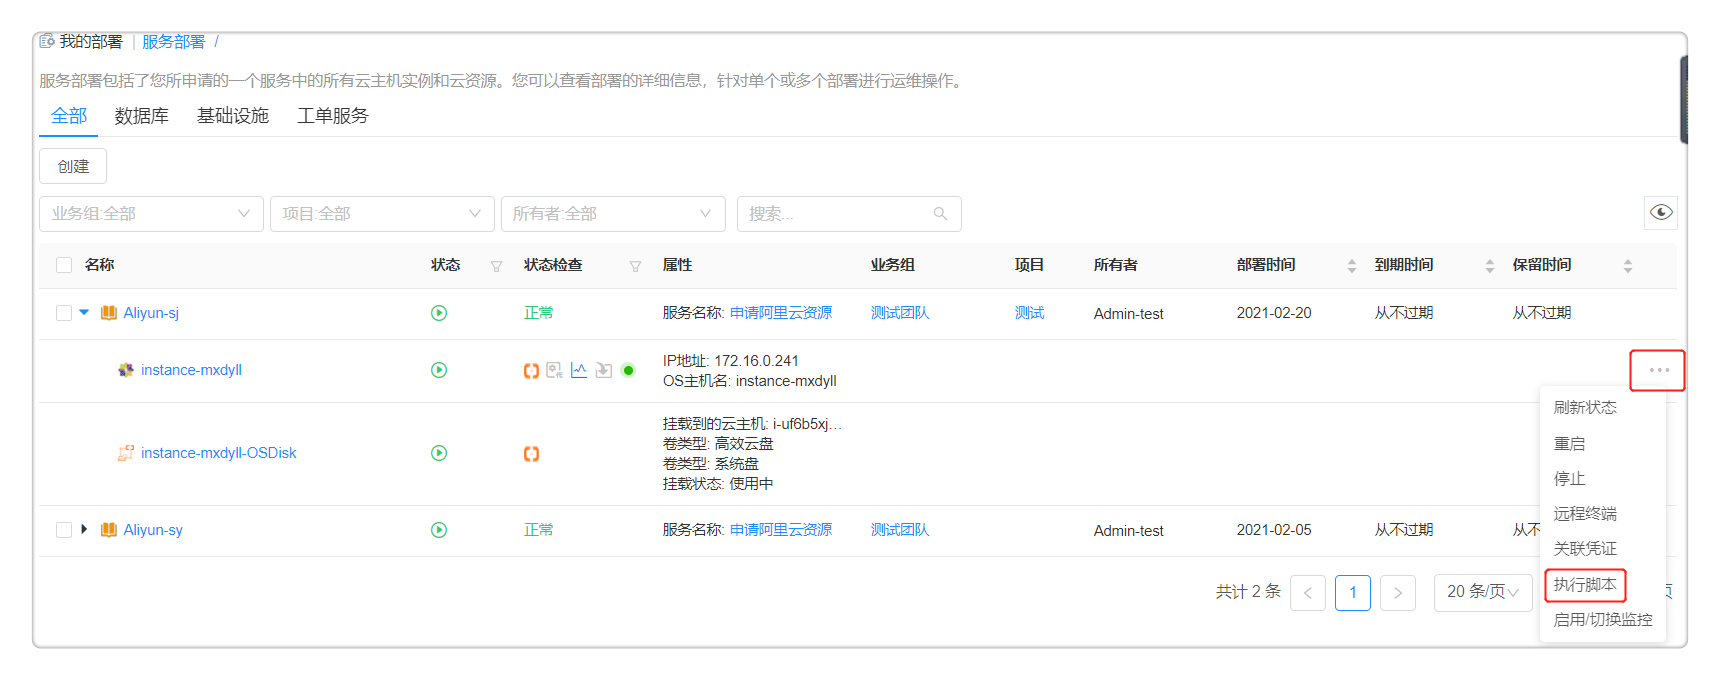 我的部署 | 服务部署 /
服务部署包括了您所申请的一个服务中的所有云主机实例和云资源。您可以查看部署的详细信息，针对单个或多个部署进行运维操作。
全部 数据库 基础设施 工单服务
创建
业务组:全部 项目:全部 所有者:全部 搜索...
名称 状态 状态检查 属性 业务组 项目 所有者 部署时间 到期时间 保留时间
Aliyun-sj 正常 服务名称: 申请阿里云资源 测试团队 测试 Admin-test 2021-02-20 从不过期 从不过期
instance-mxdyll IP地址: 172.16.0.241
OS主机名: instance-mxdyll
instance-mxdyll-OSDisk 挂载到的云主机: i-uf6b5xj...
卷类型: 高效云盘
卷类型: 系统盘
挂载状态: 使用中
Aliyun-sy 正常 服务名称: 申请阿里云资源 测试团队 Admin-test 2021-02-05 从不过期 从不
共计 2 条 < 1 > 20 条/页 页
刷新状态
重启
停止
远程终端
关联凭证
执行脚本
启用/切换监控